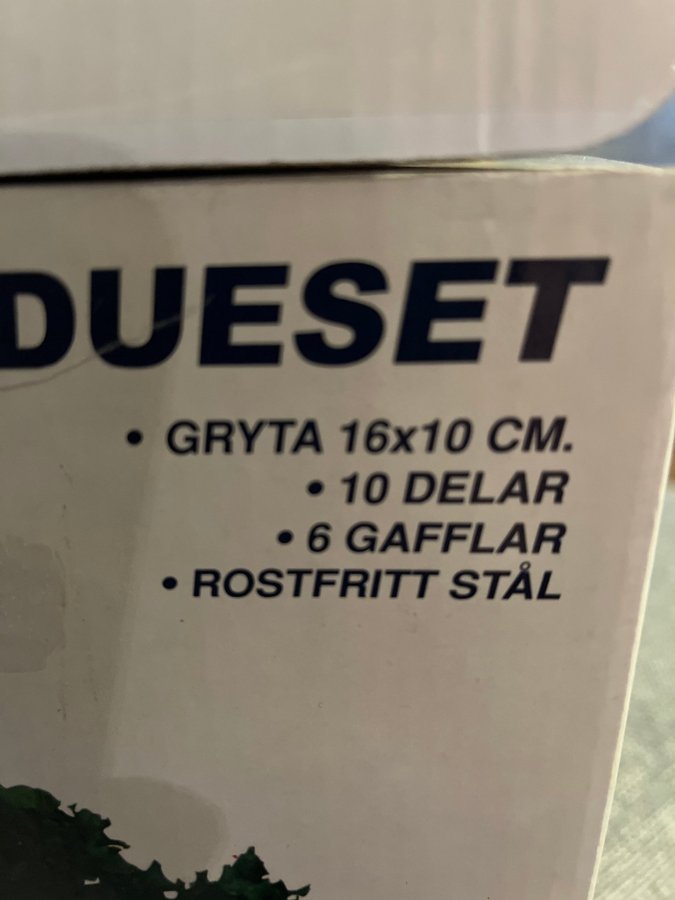 DUESET
• GRYTA 16x10 CM.
• 10 DELAR
• 6 GAFFLAR
• ROSTFRITT STÅL